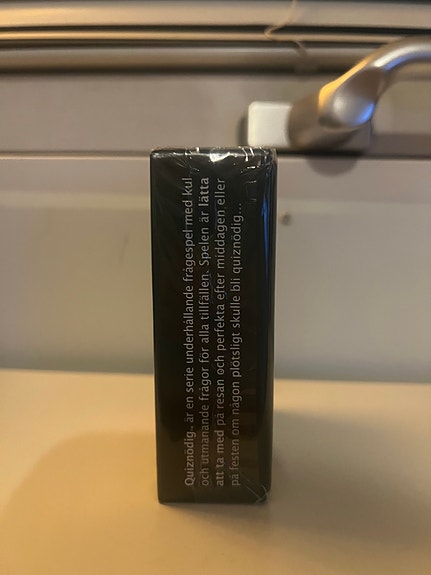 Quiznödig™ är en serie underhållande frågespel med kul
och utmanande frågor för alla tillfällen. Spelen är lätta
att ta med på resan och perfekta efter middagen eller
på festen om någon plötsligt skulle bli quiznödig...